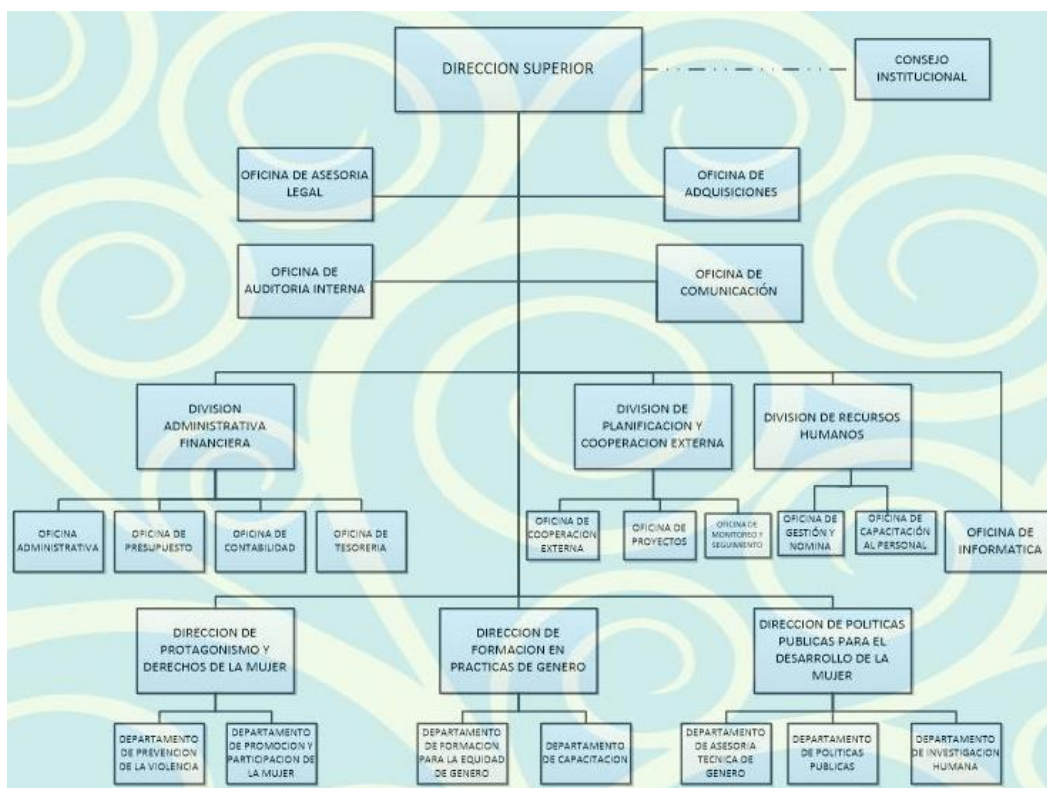 DIRECCION SUPERIOR
CONSEJO
INSTITUCIONAL
OFICINA DE ASESORIA
LEGAL
OFICINA DE
ADQUISICIONES
OFICINA DE
AUDITORIA INTERNA
OFICINA DE
COMUNICACIÓN
DIVISION
ADMINISTRATIVA
FINANCIERA
DIVISION DE
PLANIFICACION Y
COOPERACION EXTERNA
DIVISION DE RECURSOS
HUMANOS
OFICINA
ADMINISTRATIVA
OFICINA DE
PRESUPUESTO
OFICINA DE
CONTABILIDAD
OFICINA DE
TESORERIA
OFICINA DE
COOPERACION
EXTERNA
OFICINA DE
PROYECTOS
OFICINA DE
MONITOREO Y
SEGUIMIENTO
OFICINA DE
GESTIÓN Y
NOMINA
OFICINA DE
CAPACITACIÓN
AL PERSONAL
OFICINA DE
INFORMATICA
DIRECCION DE
PROTAGONISMO Y
DERECHOS DE LA MUJER
DIRECCION DE
FORMACION EN
PRACTICAS DE GENERO
DIRECCION DE POLITICAS
PUBLICAS PARA EL
DESARROLLO DE LA
MUJER
DEPARTAMENTO
DE PREVENCION
DE LA VIOLENCIA
DEPARTAMENTO
DE PROMOCION Y
PARTICIPACION DE
LA MUJER
DEPARTAMENTO
DE FORMACION
PARA LA EQUIDAD
DE GENERO
DEPARTAMENTO
DE CAPACITACION
DEPARTAMENTO
DE ASESORIA
TECNICA DE
GENERO
DEPARTAMENTO
DE POLITICAS
PUBLICAS
DEPARTAMENTO
DE INVESTIGACION
HUMANA